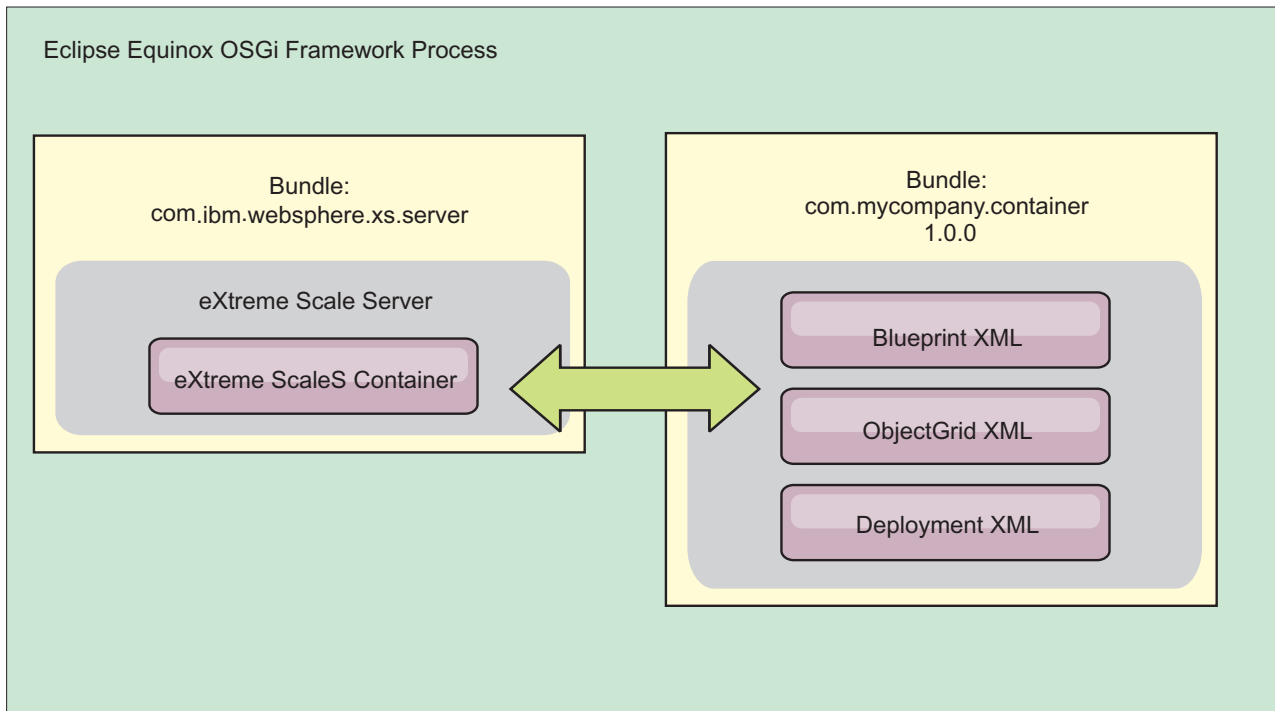 Eclipse Equinox OSGi Framework Process
Bundle:
com.ibm.websphere.xs.server
eXtreme Scale Server
eXtreme ScaleS Container
Bundle:
com.mycompany.container
1.0.0
Blueprint XML
ObjectGrid XML
Deployment XML